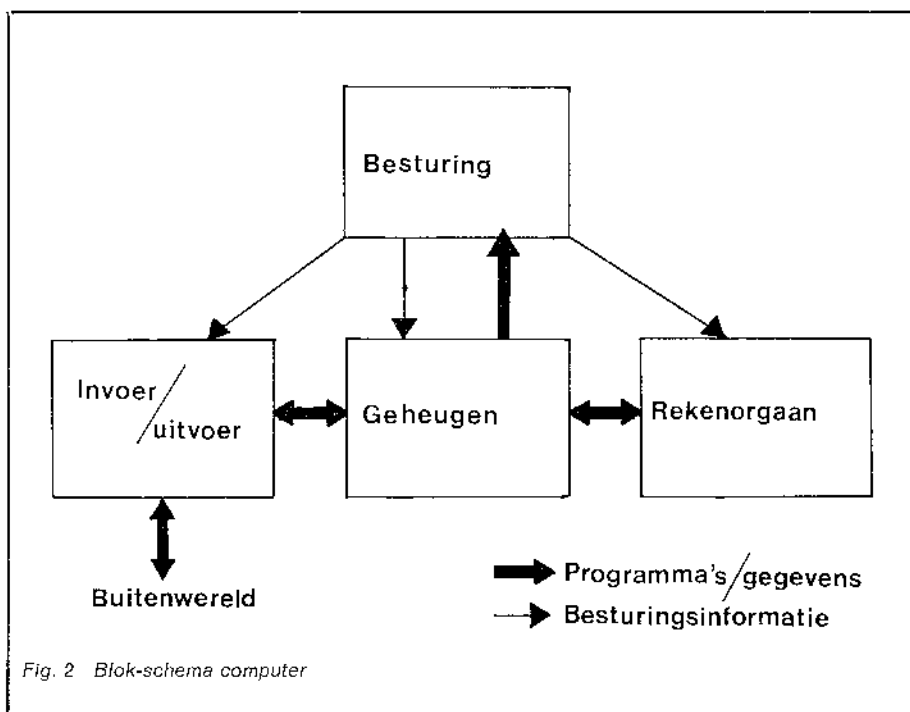 Besturing
Invoer/
uitvoer
Geheugen
Rekenorgaan
Buitenwereld
Programma's/gegevens
Besturingsinformatie
Fig. 2 Blok-schema computer